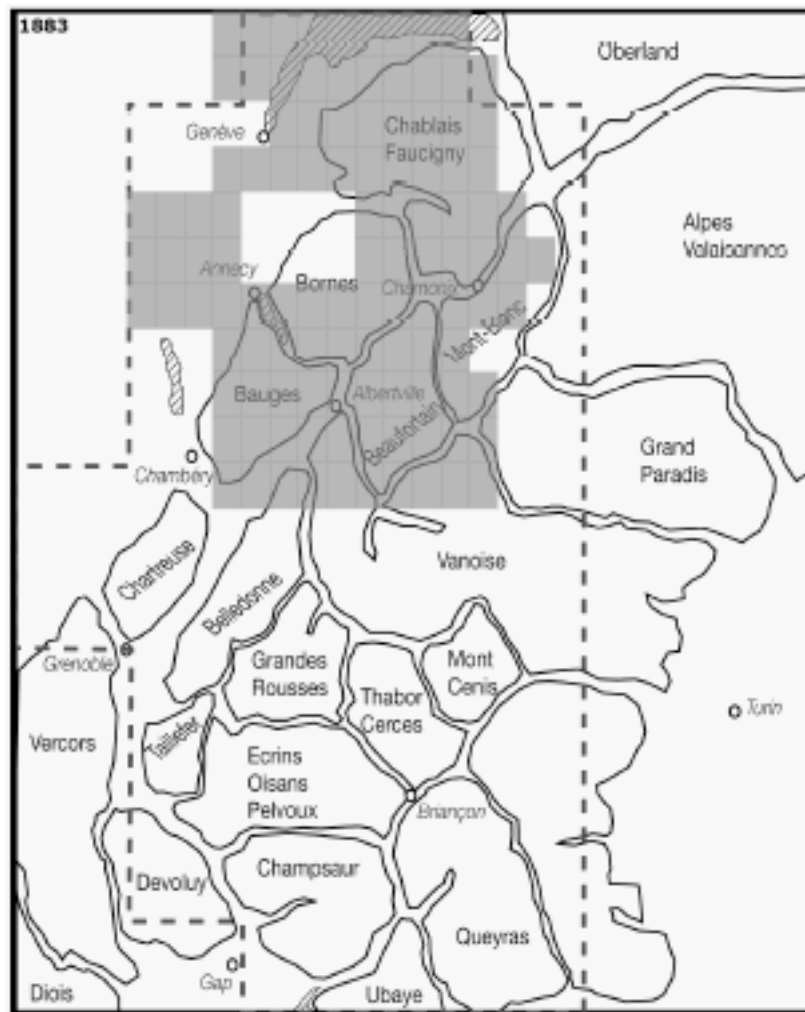 1883
Überland
Genève
Chablais
Faucigny
Alpes
Valaisannes
Annecy
Bornes
Chamonix
Mont-Blanc
Bauges
Albertville
Beaufortain
Grand
Paradis
Chambéry
Chartreuse
Vanoise
Belledonne
Grenoble
Grandes
Rousses
Mont
Cenis
Thabor
Cerces
Turin
Vercors
Taillefer
Ecrins
Oisans
Pelvoux
Briançon
Devoluy
Champsaur
Queyras
Gap
Diois
Ubaye